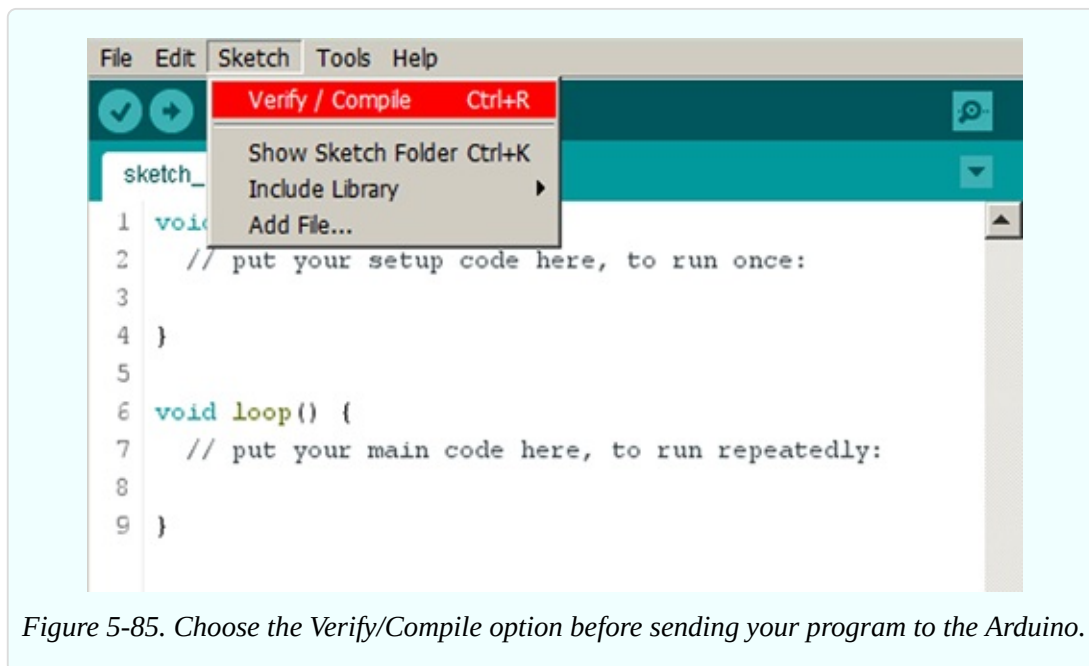 File Edit Sketch Tools Help
Verify / Compile Ctrl+R
Show Sketch Folder Ctrl+K
Include Library
Add File...
sketch_
1 voi
2 // put your setup code here, to run once:
3
4 }
5
6 void loop() {
7 // put your main code here, to run repeatedly:
8
9 }
Figure 5-85. Choose the Verify/Compile option before sending your program to the Arduino.